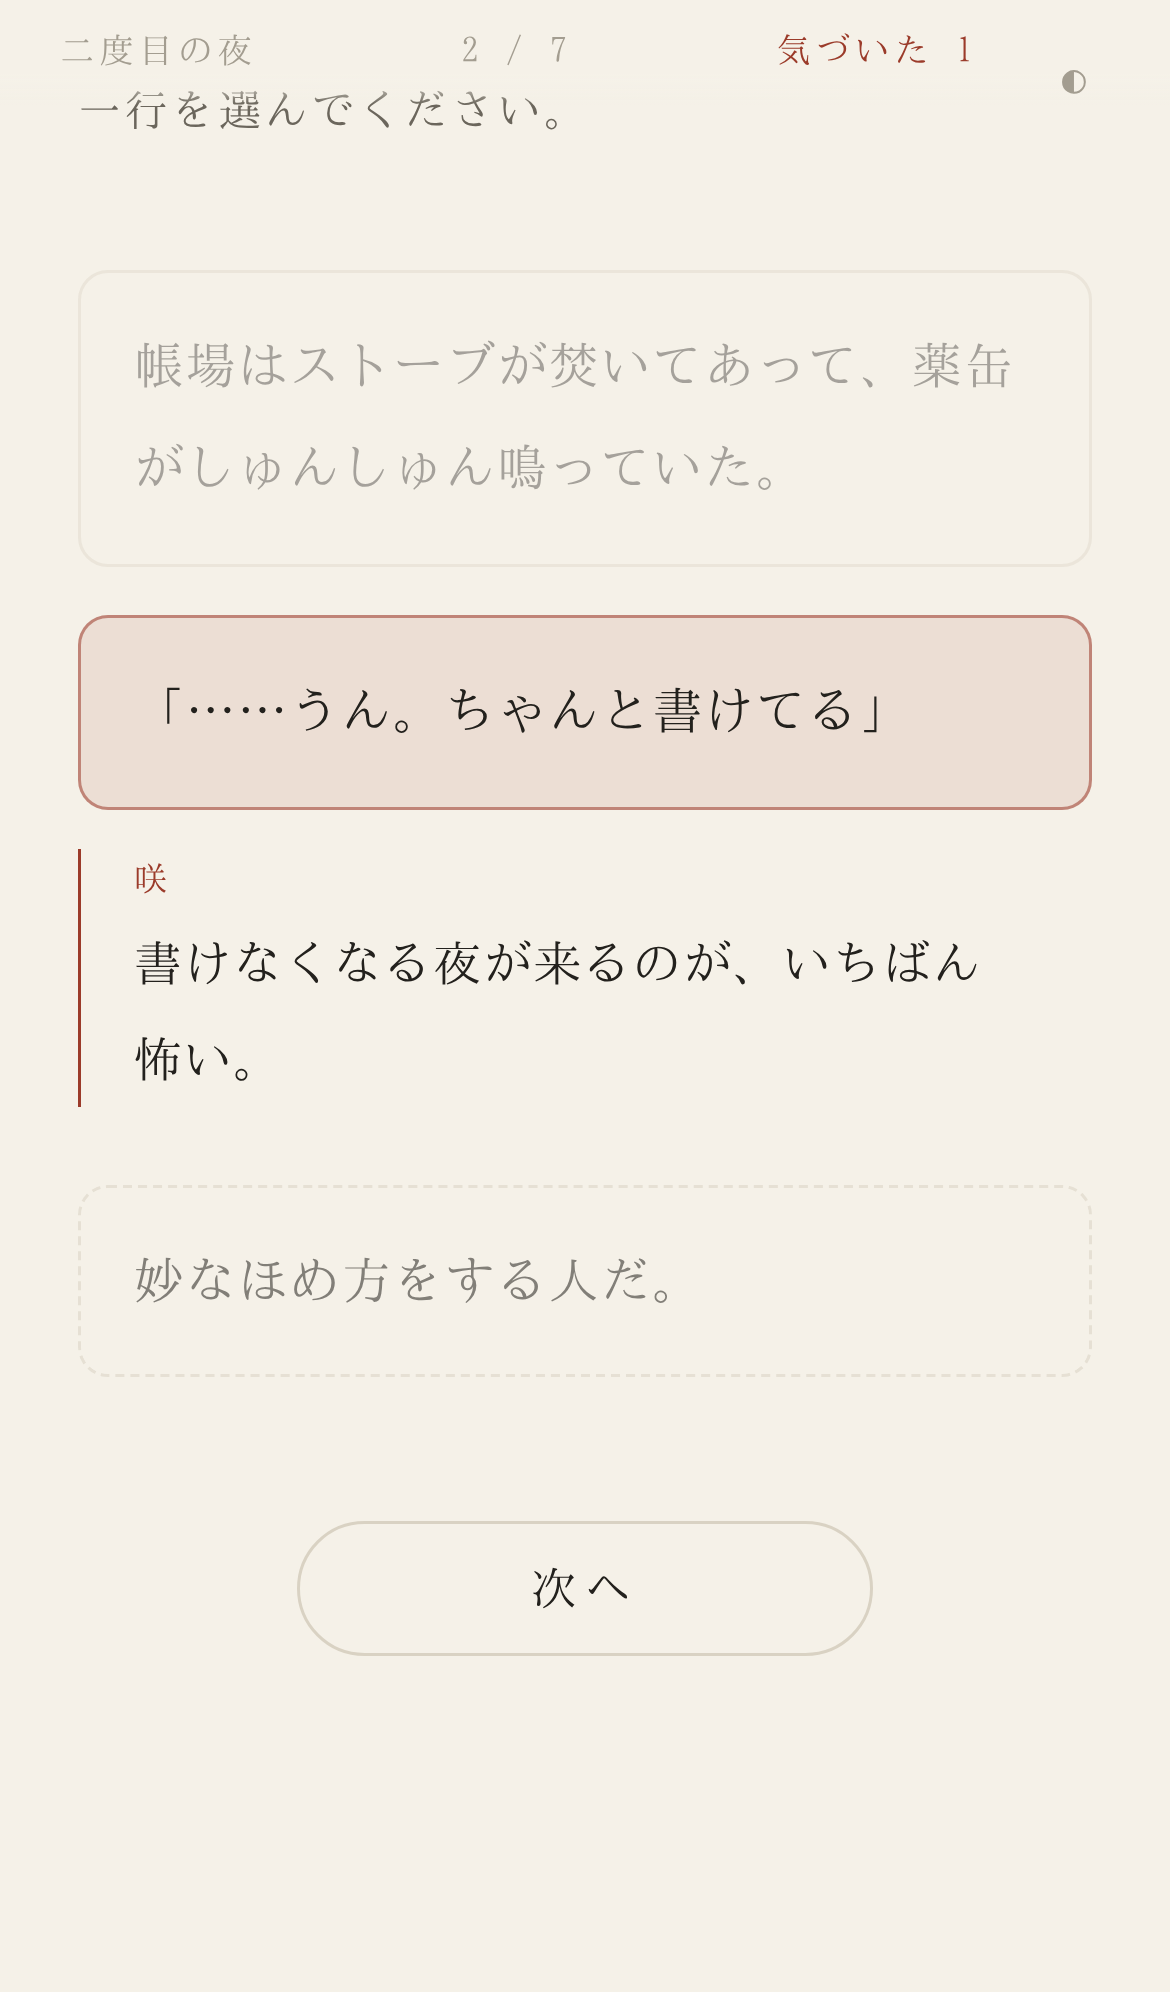 二度目の夜 2 / 7 気づいた 1
一行を選んでください。
帳場はストーブが焚いてあって、薬缶
がしゅんしゅん鳴っていた。
「……うん。ちゃんと書けてる」
咲
書けなくなる夜が来るのが、いちばん
怖い。
妙なほめ方をする人だ。
次へ